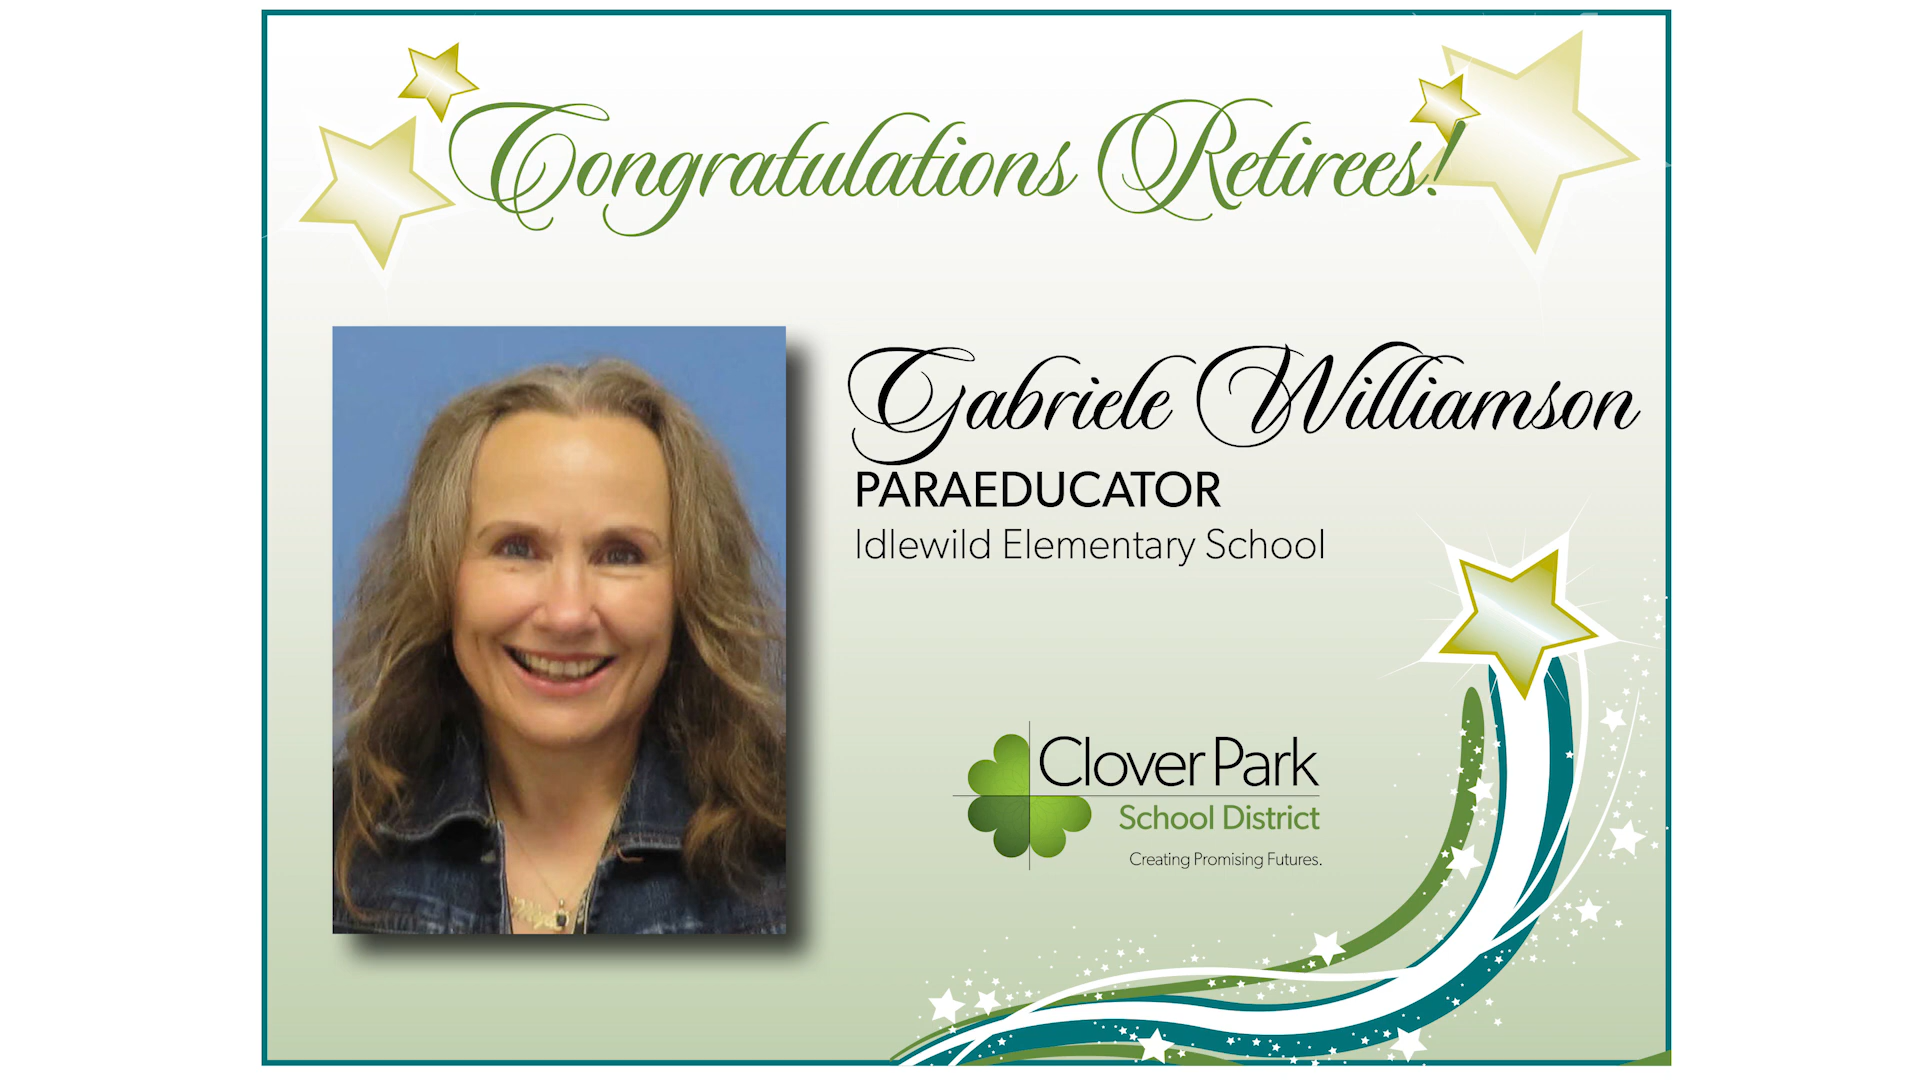 Congratulations Retirees!
Gabriele Williamson
PARAEDUCATOR
Idlewild Elementary School
Clover Park
School District
Creating Promising Futures.